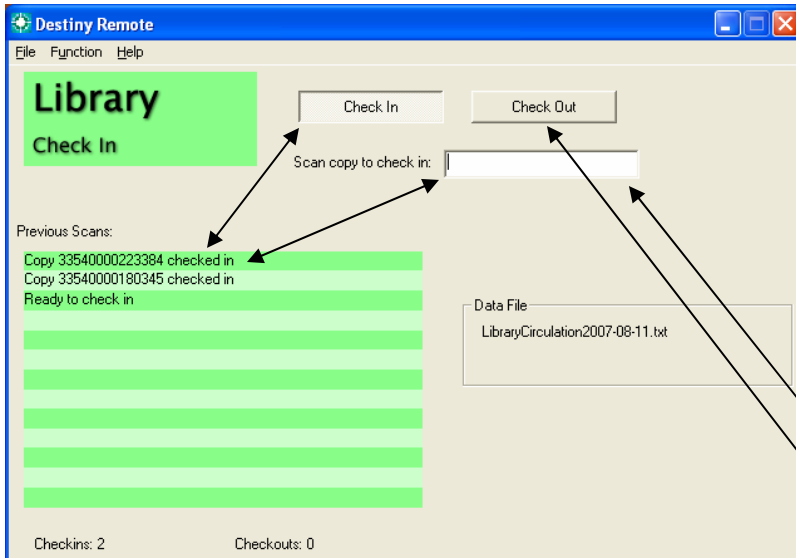 Destiny Remote
File Function Help
Library
Check In
Check In
Check Out
Scan copy to check in:
Previous Scans:
Copy 33540000223384 checked in
Copy 33540000180345 checked in
Ready to check in
Data File
LibraryCirculation2007-08-11.txt
Checkins: 2 Checkouts: 0